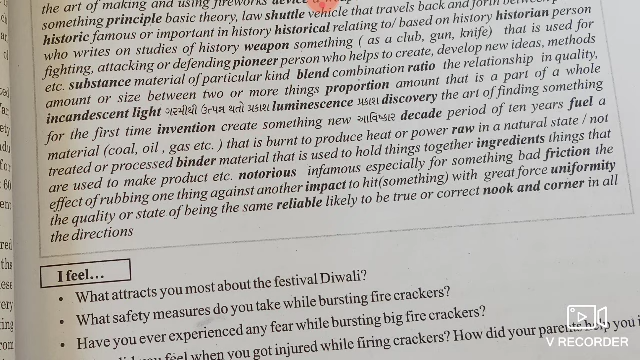 the art of making and using fireworks device
something principle basic theory, law shuttle vehicle that travels back and forth between
historic famous or important in history historical relating to/ based on history historian person
who writes on studies of history weapon something ( as a club, gun, knife) that is used for
fighting, attacking or defending pioneer person who helps to create, develop new ideas, methods
etc. substance material of particular kind blend combination ratio the relationship in quality,
amount or size between two or more things proportion amount that is a part of a whole
incandescent light ગરમીથી ઉત્પન્ન થતો પ્રકાશ luminescence પ્રકાશ discovery the art of finding something
for the first time invention create something new આવિષ્કાર decade period of ten years fuel a
material (coal, oil , gas etc. ) that is burnt to produce heat or power raw in a natural state / not
treated or processed binder material that is used to hold things together ingredients things that
are used to make product etc. notorious infamous especially for something bad friction the
effect of rubbing one thing against another impact to hit(something) with great force uniformity
the quality or state of being the same reliable likely to be true or correct nook and corner in all
the directions
I feel...
• What attracts you most about the festival Diwali?
• What safety measures do you take while bursting fire crackers?
• Have you ever experienced any fear while bursting big fire crackers?
you feel when you got injured while firing crackers? How did your parents help you
V RECORDER